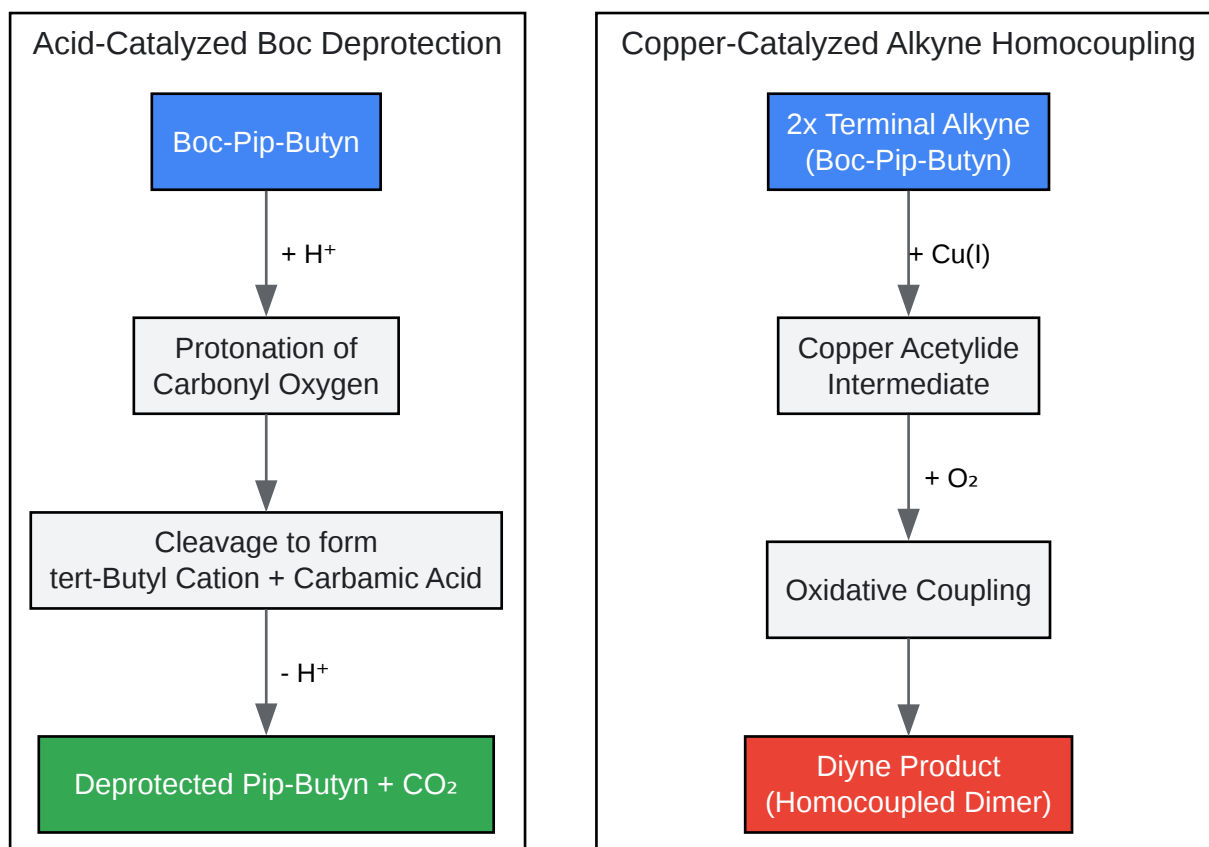 Acid-Catalyzed Boc Deprotection
Boc-Pip-Butyn
+ H⁺
Protonation of
Carbonyl Oxygen
Cleavage to form
tert-Butyl Cation + Carbamic Acid
- H⁺
Deprotected Pip-Butyn + CO₂
Copper-Catalyzed Alkyne Homocoupling
2x Terminal Alkyne
(Boc-Pip-Butyn)
+ Cu(I)
Copper Acetylide
Intermediate
+ O₂
Oxidative Coupling
Diyne Product
(Homocoupled Dimer)